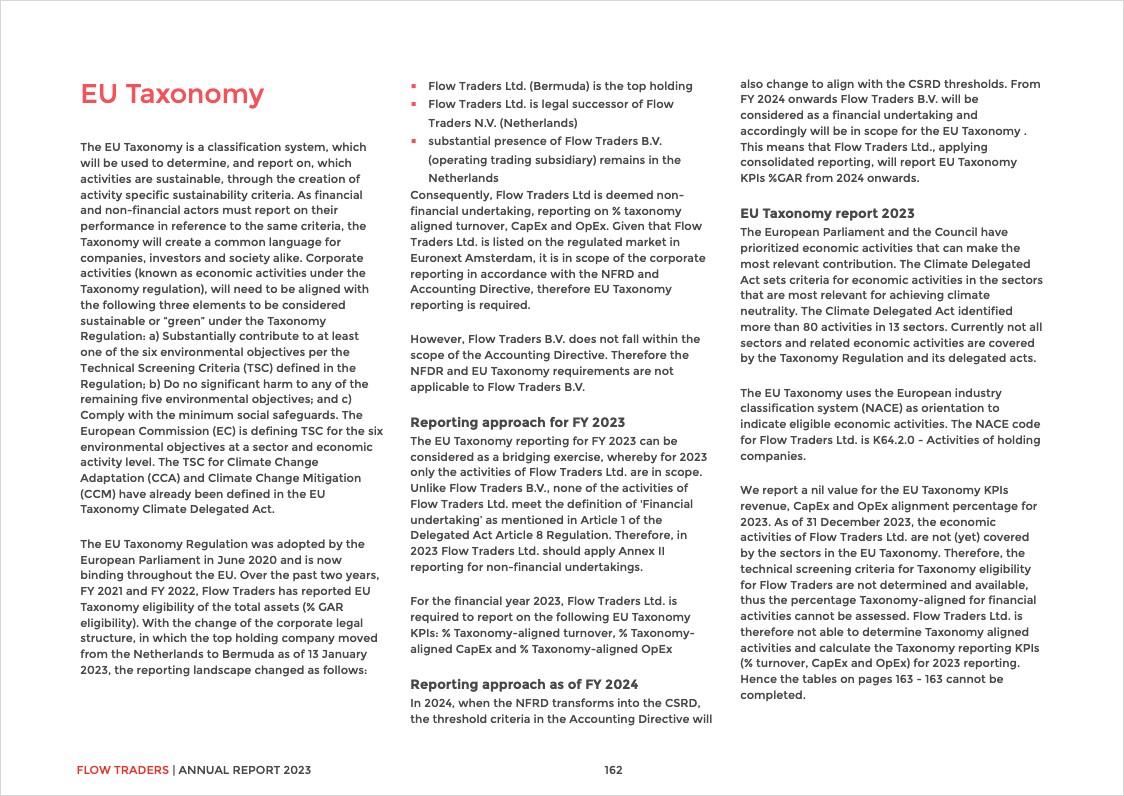 EU Taxonomy
The EU Taxonomy is a classification system, which
will be used to determine, and report on, which
activities are sustainable, through the creation of
activity specific sustainability criteria. As financial
and non-financial actors must report on their
performance in reference to the same criteria, the
Taxonomy will create a common language for
companies, investors and society alike. Corporate
activities (known as economic activities under the
Taxonomy regulation), will need to be aligned with
the following three elements to be considered
sustainable or “green” under the Taxonomy
Regulation: a) Substantially contribute to at least
one of the six environmental objectives per the
Technical Screening Criteria (TSC) defined in the
Regulation; b) Do no significant harm to any of the
remaining five environmental objectives; and c)
Comply with the minimum social safeguards. The
European Commission (EC) is defining TSC for the six
environmental objectives at a sector and economic
activity level. The TSC for Climate Change
Adaptation (CCA) and Climate Change Mitigation
(CCM) have already been defined in the EU
Taxonomy Climate Delegated Act.
The EU Taxonomy Regulation was adopted by the
European Parliament in June 2020 and is now
binding throughout the EU. Over the past two years,
FY 2021 and FY 2022, Flow Traders has reported EU
Taxonomy eligibility of the total assets (% GAR
eligibility). With the change of the corporate legal
structure, in which the top holding company moved
from the Netherlands to Bermuda as of 13 January
2023, the reporting landscape changed as follows:
▪ Flow Traders Ltd. (Bermuda) is the top holding
▪ Flow Traders Ltd. is legal successor of Flow
Traders N.V. (Netherlands)
▪ substantial presence of Flow Traders B.V.
(operating trading subsidiary) remains in the
Netherlands
Consequently, Flow Traders Ltd is deemed non-
financial undertaking, reporting on % taxonomy
aligned turnover, CapEx and OpEx. Given that Flow
Traders Ltd. is listed on the regulated market in
Euronext Amsterdam, it is in scope of the corporate
reporting in accordance with the NFRD and
Accounting Directive, therefore EU Taxonomy
reporting is required.
However, Flow Traders B.V. does not fall within the
scope of the Accounting Directive. Therefore the
NFDR and EU Taxonomy requirements are not
applicable to Flow Traders B.V.
Reporting approach for FY 2023
The EU Taxonomy reporting for FY 2023 can be
considered as a bridging exercise, whereby for 2023
only the activities of Flow Traders Ltd. are in scope.
Unlike Flow Traders B.V., none of the activities of
Flow Traders Ltd. meet the definition of 'Financial
undertaking' as mentioned in Article 1 of the
Delegated Act Article 8 Regulation. Therefore, in
2023 Flow Traders Ltd. should apply Annex II
reporting for non-financial undertakings.
For the financial year 2023, Flow Traders Ltd. is
required to report on the following EU Taxonomy
KPIs: % Taxonomy-aligned turnover, % Taxonomy-
aligned CapEx and % Taxonomy-aligned OpEx
Reporting approach as of FY 2024
In 2024, when the NFRD transforms into the CSRD,
the threshold criteria in the Accounting Directive will
also change to align with the CSRD thresholds. From
FY 2024 onwards Flow Traders B.V. will be
considered as a financial undertaking and
accordingly will be in scope for the EU Taxonomy .
This means that Flow Traders Ltd., applying
consolidated reporting, will report EU Taxonomy
KPIs %GAR from 2024 onwards.
EU Taxonomy report 2023
The European Parliament and the Council have
prioritized economic activities that can make the
most relevant contribution. The Climate Delegated
Act sets criteria for economic activities in the sectors
that are most relevant for achieving climate
neutrality. The Climate Delegated Act identified
more than 80 activities in 13 sectors. Currently not all
sectors and related economic activities are covered
by the Taxonomy Regulation and its delegated acts.
The EU Taxonomy uses the European industry
classification system (NACE) as orientation to
indicate eligible economic activities. The NACE code
for Flow Traders Ltd. is K64.2.0 - Activities of holding
companies.
We report a nil value for the EU Taxonomy KPIs
revenue, CapEx and OpEx alignment percentage for
2023. As of 31 December 2023, the economic
activities of Flow Traders Ltd. are not (yet) covered
by the sectors in the EU Taxonomy. Therefore, the
technical screening criteria for Taxonomy eligibility
for Flow Traders are not determined and available,
thus the percentage Taxonomy-aligned for financial
activities cannot be assessed. Flow Traders Ltd. is
therefore not able to determine Taxonomy aligned
activities and calculate the Taxonomy reporting KPIs
(% turnover, CapEx and OpEx) for 2023 reporting.
Hence the tables on pages 163 - 163 cannot be
completed.
FLOW TRADERS | ANNUAL REPORT 2023
162